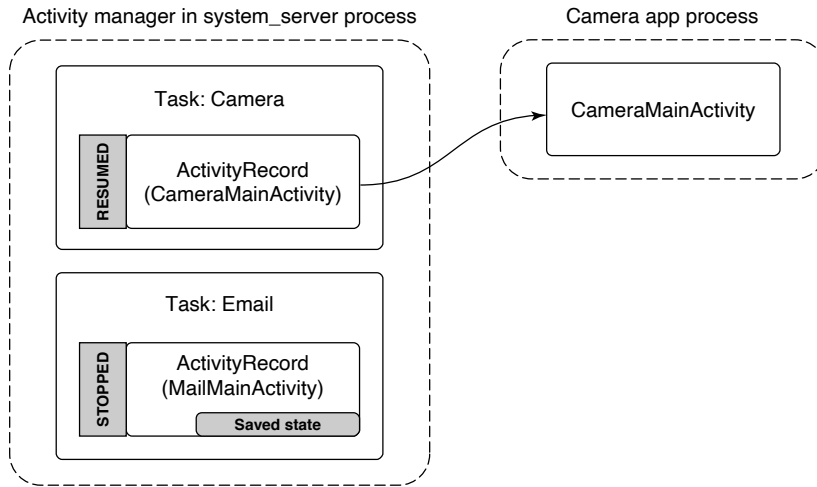 Activity manager in system_server process
Camera app process
Task: Camera
RESUMED
ActivityRecord
(CameraMainActivity)
CameraMainActivity
Task: Email
STOPPED
ActivityRecord
(MailMainActivity)
Saved state